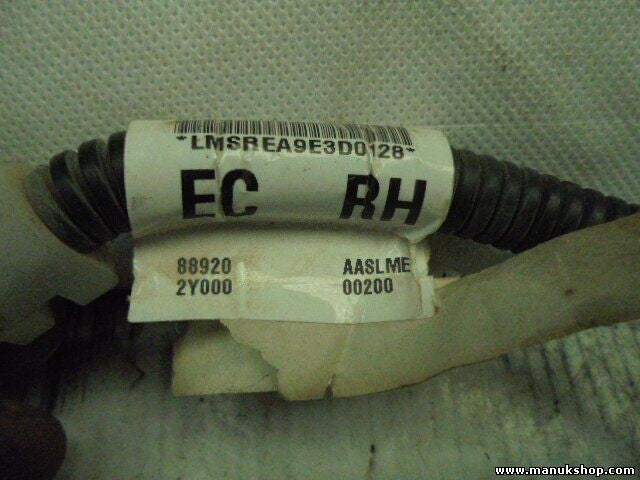 *LMSREA9E3D0128*
EC RH
88920 AASLME
2Y000 00200
www.manukshop.com